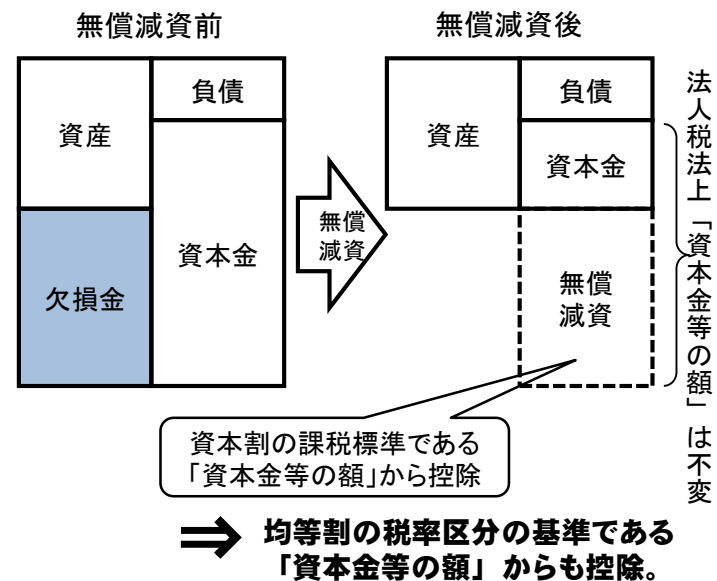 無償減資前
無償減資後
負債
資産
資本金
欠損金
無償
減資
負債
資産
資本金
無償
減資
法人税法上「資本金等の額」は不変
資本割の課税標準である
「資本金等の額」から控除
⇒ 均等割の税率区分の基準である
「資本金等の額」からも控除。